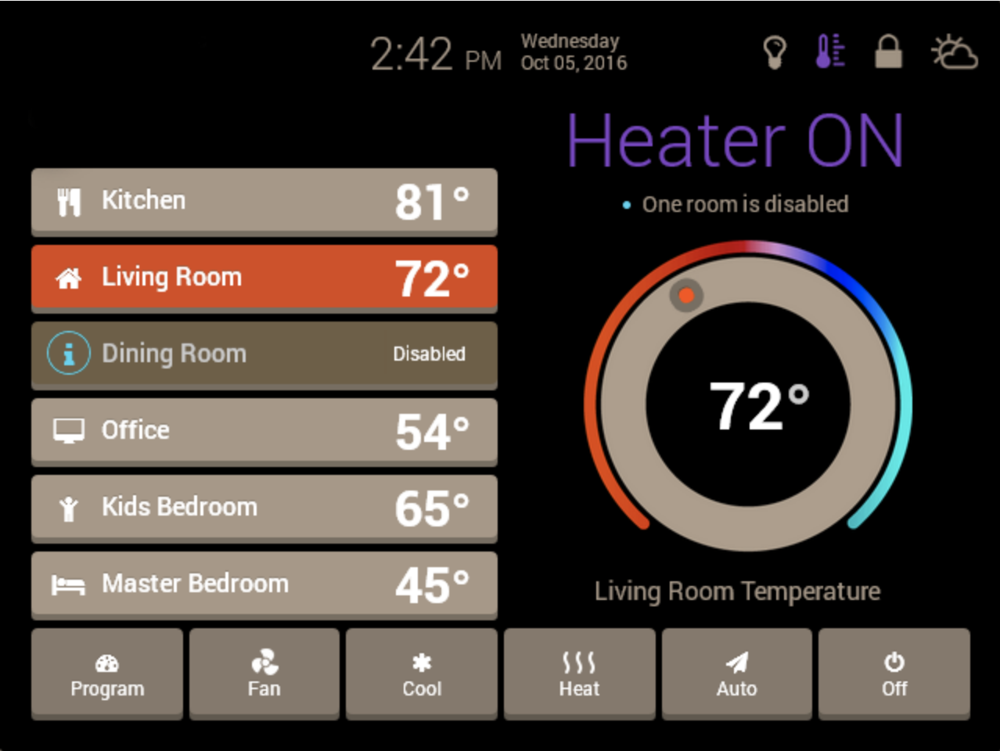 2:42 PM
Wednesday
Oct 05, 2016
Heater ON
• One room is disabled
Kitchen 81°
Living Room 72°
Dining Room Disabled
Office 54°
Kids Bedroom 65°
Master Bedroom 45°
72°
Living Room Temperature
Program
Fan
Cool
Heat
Auto
Off